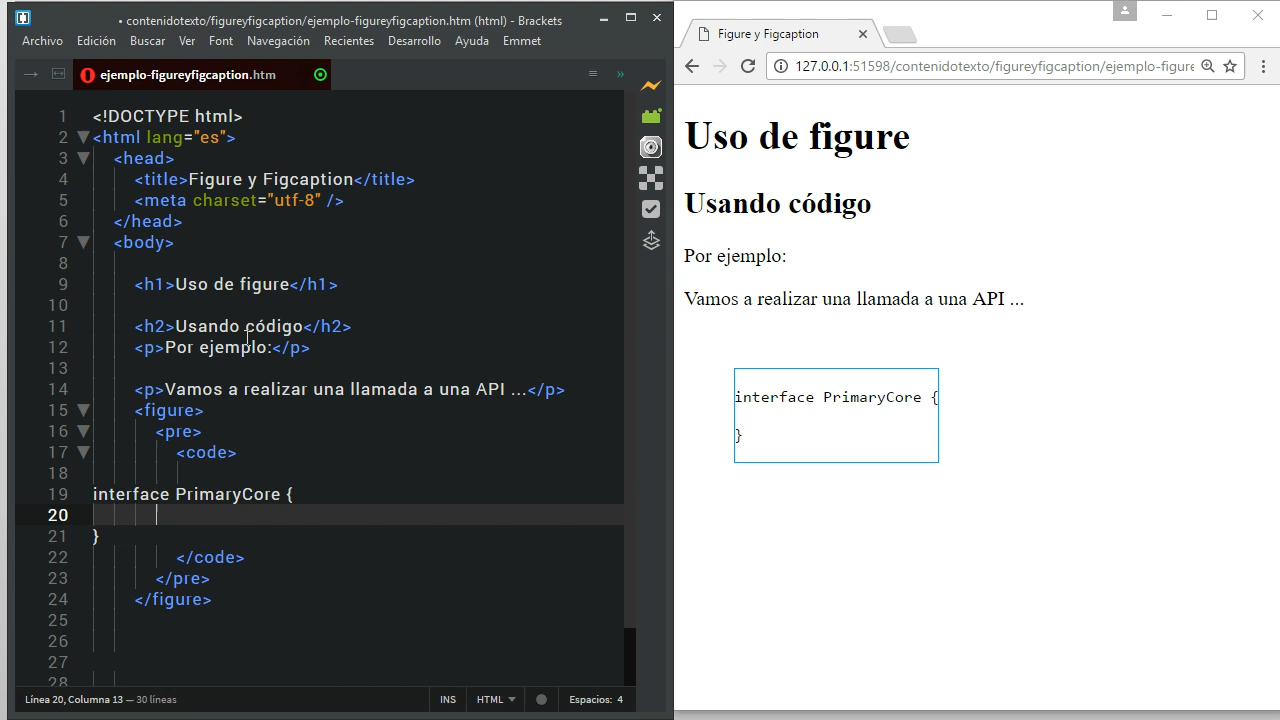 • contenidotexto/figureyfigcaption/ejemplo-figureyfigcaption.htm (html) - Brackets
Archivo Edición Buscar Ver Font Navegación Recientes Desarrollo Ayuda Emmet
ejemplo-figureyfigcaption.htm
1 <!DOCTYPE html>
2 <html lang="es">
3 <head>
4 <title>Figure y Figcaption</title>
5 <meta charset="utf-8" />
6 </head>
7 <body>
8
9 <h1>Uso de figure</h1>
10
11 <h2>Usando código</h2>
12 <p>Por ejemplo:</p>
13
14 <p>Vamos a realizar una llamada a una API ...</p>
15 <figure>
16 <pre>
17 <code>
18
19 interface PrimaryCore {
20
21 }
22 </code>
23 </pre>
24 </figure>
25
26
27
28
Línea 20, Columna 13 — 30 líneas
INS HTML Espacios: 4
Figure y Figcaption
127.0.0.1:51598/contenidotexto/figureyfigcaption/ejemplo-figure
Uso de figure
Usando código
Por ejemplo:
Vamos a realizar una llamada a una API ...
interface PrimaryCore {
}